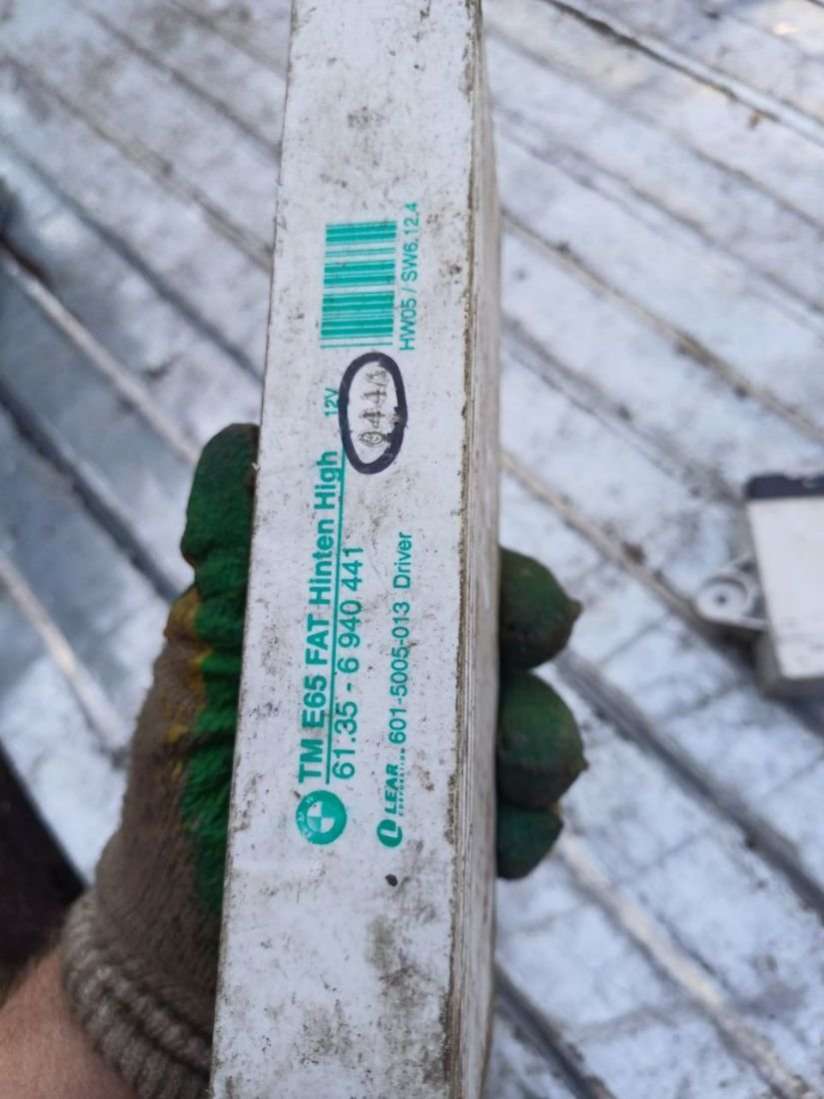 TM E65 FAT Hinten High 12V
61.35 - 6 940 441
LEAR CORPORATION 601-5005-013 Driver
HW05 / SW6.12.4